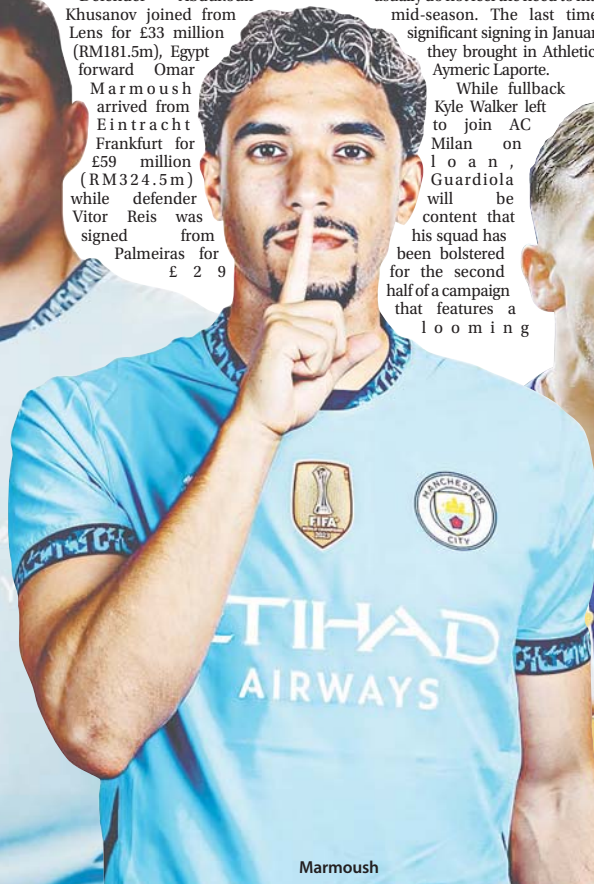 Khusanov joined from
Lens for £33 million
(RM181.5m), Egypt
forward Omar
Marmoush
arrived from
Eintracht
Frankfurt for
£59 million
(RM324.5m)
while defender
Vitor Reis was
signed from
Palmeiras for
£29
mid-season. The last time
significant signing in Januar
they brought in Athletic
Aymeric Laporte.
While fullback
Kyle Walker left
to join AC
Milan on
loan,
Guardiola
will be
content that
his squad has
been bolstered
for the second
half of a campaign
that features a
looming
FIFA
WORLD CHAMPIONS
2023
MANCHESTER
CITY
ETIHAD
AIRWAYS
Marmoush